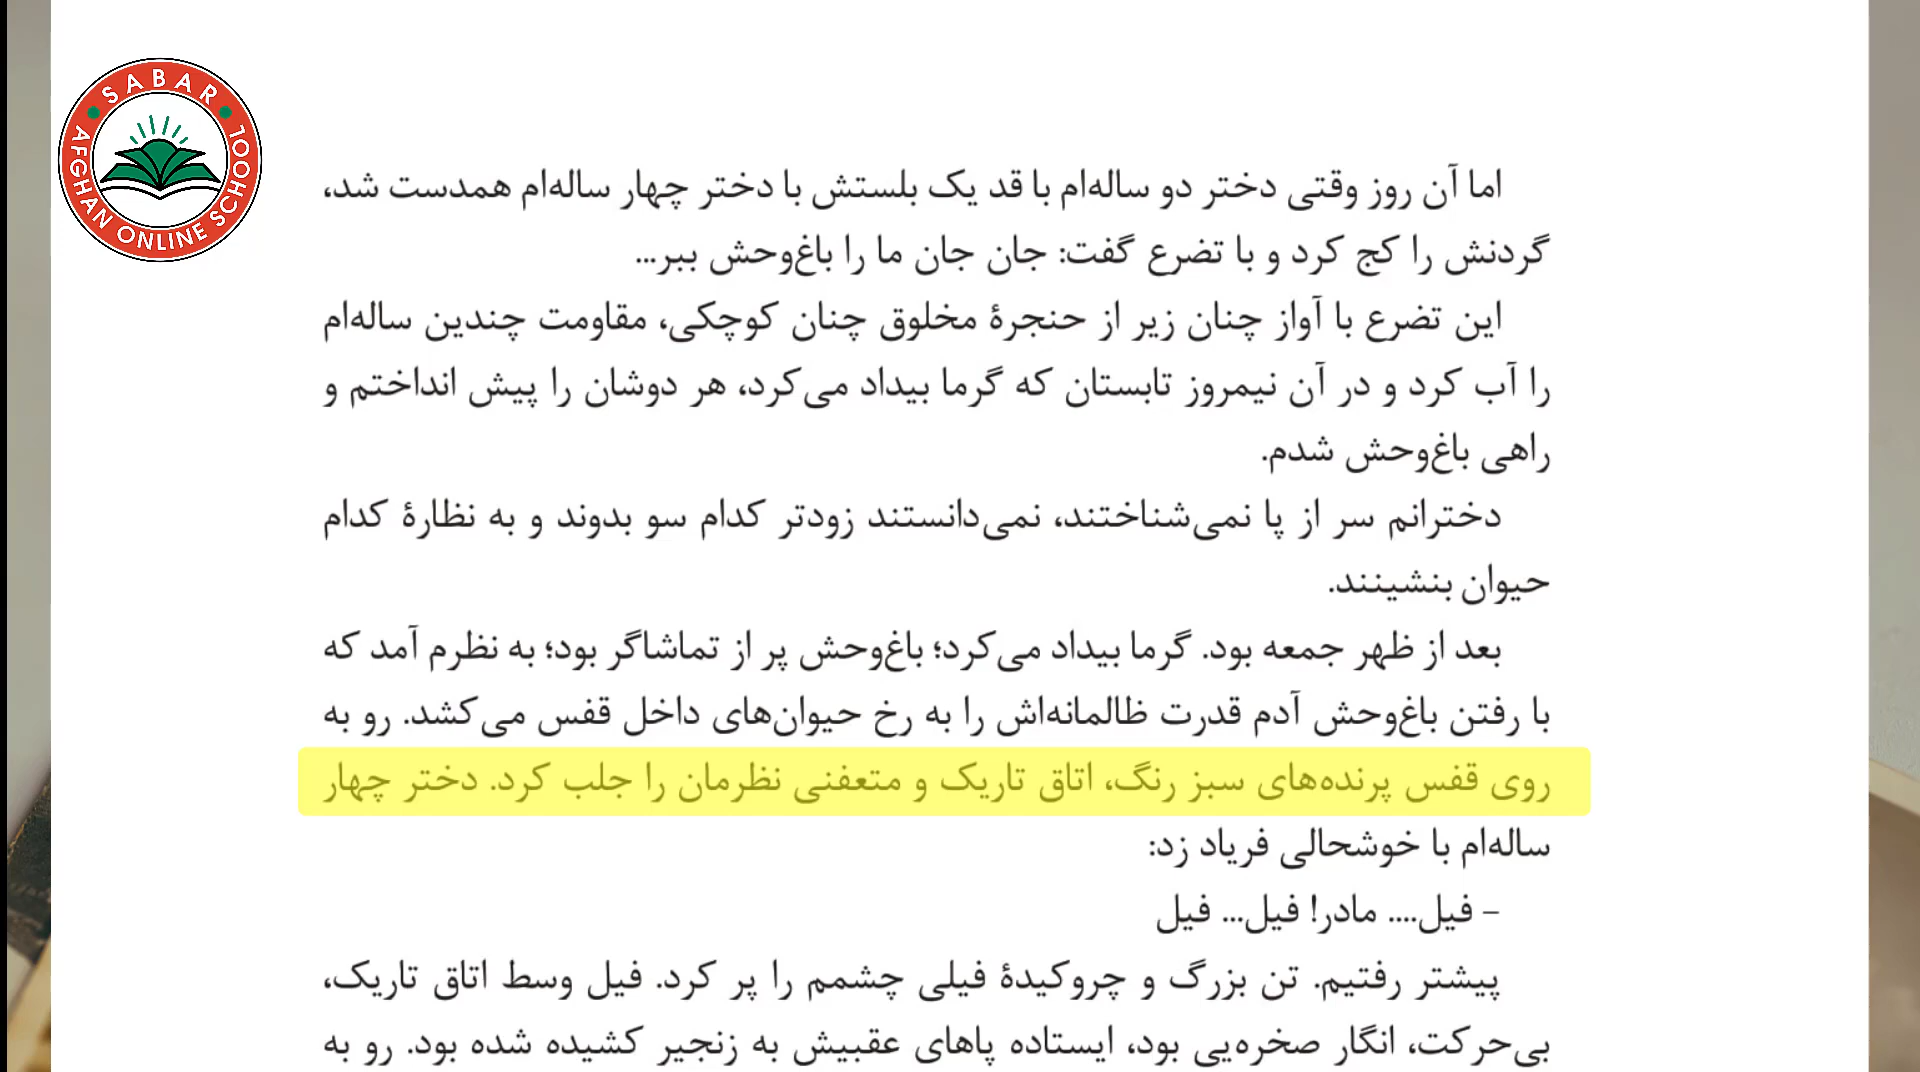 SABAR
AFGHAN ONLINE SCHOOL
اما آن روز وقتی دختر دو ساله‌ام با قد یک بلستش با دختر چهار ساله‌ام همدست شد،
گردنش را کج کرد و با تضرع گفت: جان جان ما را باغ‌وحش ببر...
این تضرع با آواز چنان زیر از حنجرهٔ مخلوق چنان کوچکی، مقاومت چندین ساله‌ام
را آب کرد و در آن نیمروز تابستان که گرما بیداد می‌کرد، هر دوشان را پیش انداختم و
راهی باغ‌وحش شدم.
دخترانم سر از پا نمی‌شناختند، نمی‌دانستند زودتر کدام سو بدوند و به نظارهٔ کدام
حیوان بنشینند.
بعد از ظهر جمعه بود. گرما بیداد می‌کرد؛ باغ‌وحش پر از تماشاگر بود؛ به نظرم آمد که
با رفتن باغ‌وحش آدم قدرت ظالمانه‌اش را به رخ حیوان‌های داخل قفس می‌کشد. رو به
روی قفس پرنده‌های سبز رنگ، اتاق تاریک و متعفنی نظرمان را جلب کرد. دختر چهار
ساله‌ام با خوشحالی فریاد زد:
– فیل.... مادر! فیل... فیل
پیشتر رفتیم. تن بزرگ و چروکیدهٔ فیلی چشمم را پر کرد. فیل وسط اتاق تاریک،
بی‌حرکت، انگار صخره‌یی بود، ایستاده پاهای عقبیش به زنجیر کشیده شده بود. رو به